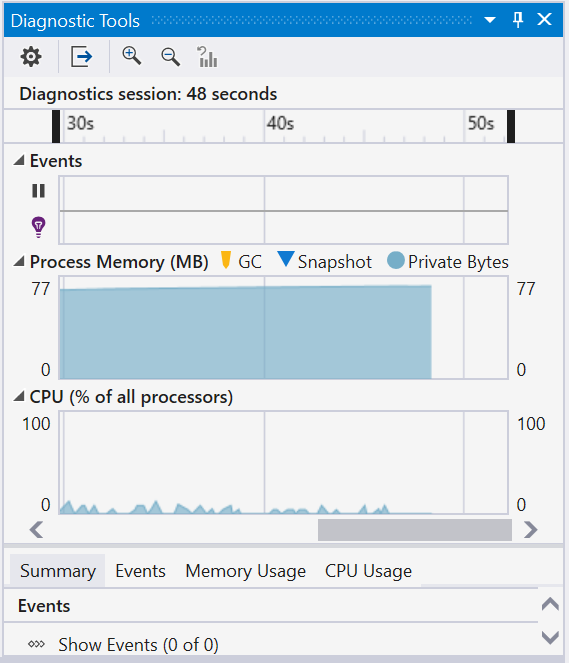 Diagnostic Tools
Diagnostics session: 48 seconds
30s 40s 50s
Events
Process Memory (MB) GC Snapshot Private Bytes
77 77
0 0
CPU (% of all processors)
100 100
0 0
Summary Events Memory Usage CPU Usage
Events
Show Events (0 of 0)